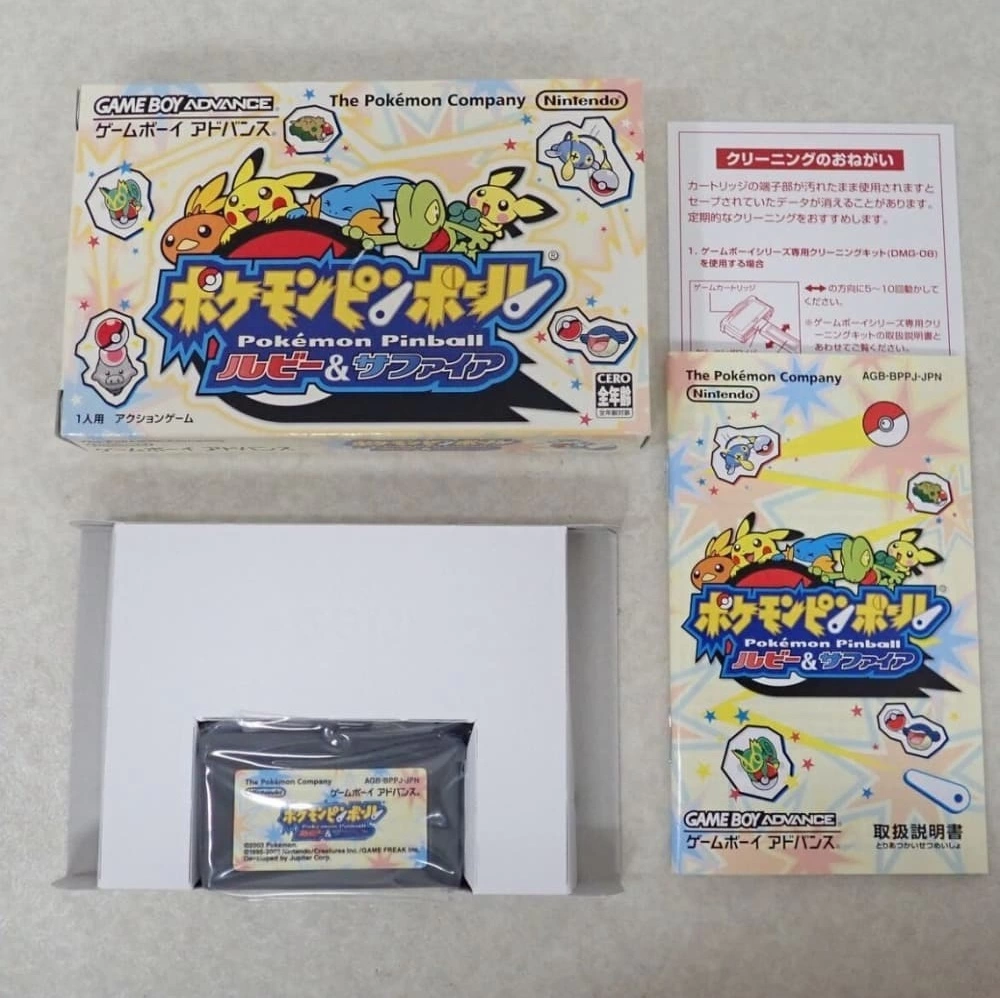 GAME BOY ADVANCE
ゲームボーイ アドバンス®
The Pokémon Company
Nintendo®
ポケモンピンボール®
Pokémon Pinball
ルビー&サファイア
CERO
全年齢
全年齢対象
1人用 アクションゲーム
ゲームボーイ アドバンス
クリーニングのおねがい
カートリッジの端子部が汚れたまま使用されますと
セーブされていたデータが消えることがあります。
定期的なクリーニングをおすすめします。
1. ゲームボーイシリーズ専用クリーニングキット(DMG-08)
を使用する場合
ゲームカートリッジ
の方向に5~10回動かして
ください。
※ゲームボーイシリーズ専用クリ
ーニングキットの取扱説明書と
あわせてご覧ください。
The Pokémon Company
AGB-BPPJ-JPN
Nintendo®
ポケモンピンボール®
Pokémon Pinball
ルビー&サファイア
GAME BOY ADVANCE
ゲームボーイ アドバンス®
取扱説明書
とりあつかいせつめいしょ
The Pokémon Company
AGB-BPPJ-JPN
Nintendo
ゲームボーイ アドバンス®
ポケモンピンボール
Pokémon Pinball
ルビー&サファイア
©2003 Pokémon.
©1995-2003 Nintendo/Creatures Inc./GAME FREAK inc.
Developed by Jupiter Corp.